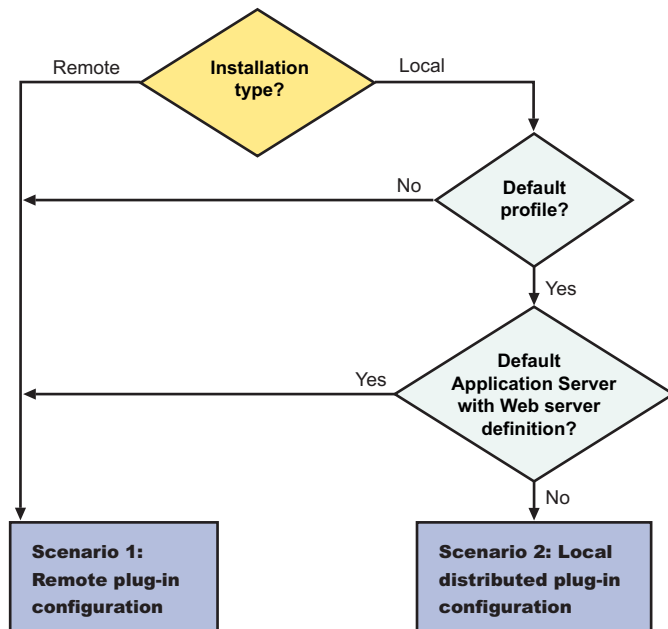 Remote
Installation
type?
Local
No
Default
profile?
Yes
Yes
Default
Application Server
with Web server
definition?
No
Scenario 1:
Remote plug-in
configuration
Scenario 2: Local
distributed plug-in
configuration